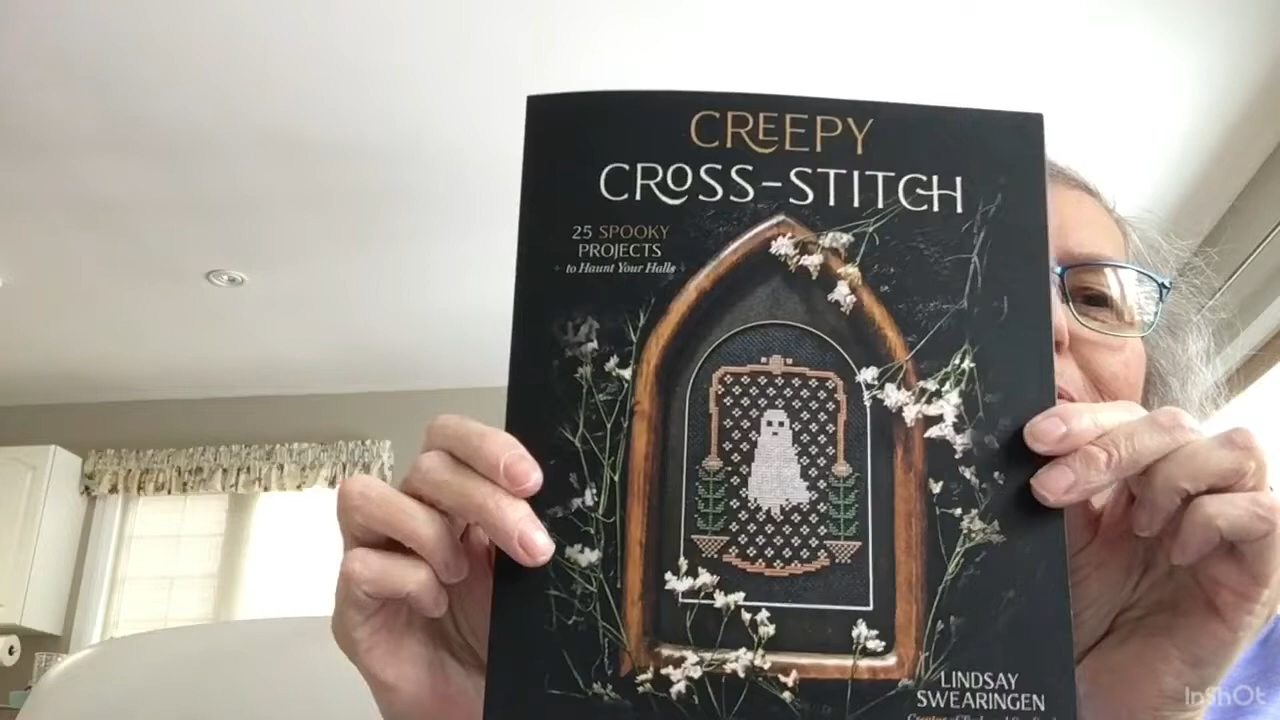 CREEPY
CROSS-STITCH
25 SPOOKY
PROJECTS
to Haunt Your Halls
LINDSAY
SWEARINGEN
InShOt